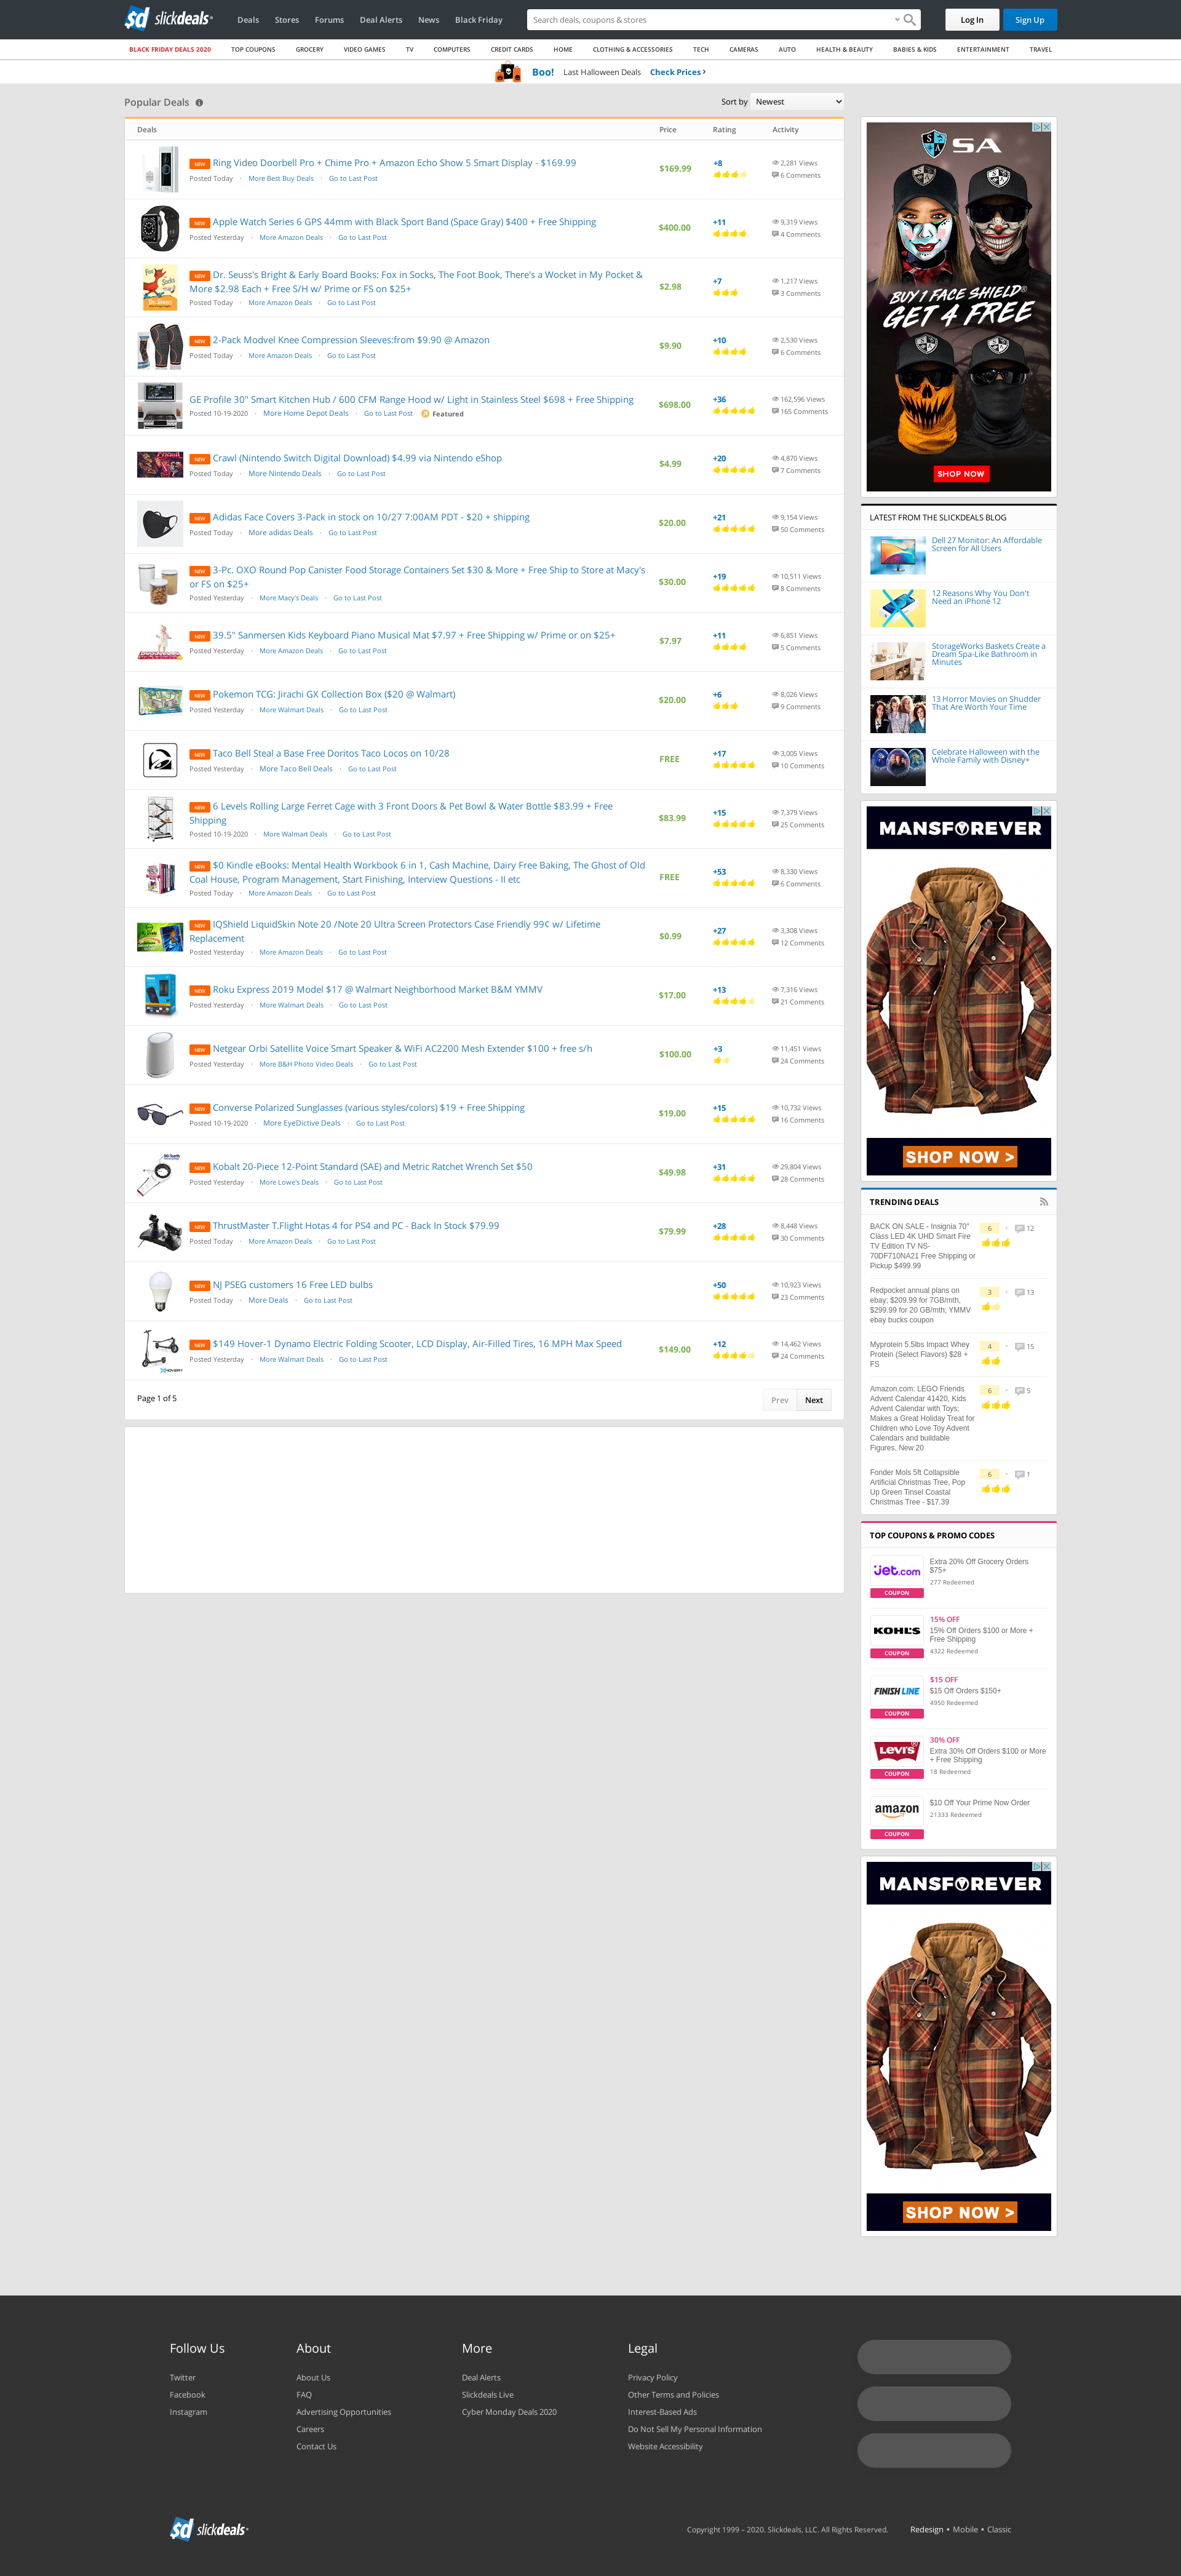 slickdeals
Deals Stores Forums Deal Alerts News Black Friday
Search deals, coupons & stores
Log In Sign Up
BLACK FRIDAY DEALS 2020 TOP COUPONS GROCERY VIDEO GAMES TV COMPUTERS CREDIT CARDS HOME CLOTHING & ACCESSORIES TECH CAMERAS AUTO HEALTH & BEAUTY BABIES & KIDS ENTERTAINMENT TRAVEL
Boo! Last Halloween Deals Check Prices ›
Popular Deals
Sort by Newest
Deals Price Rating Activity
NEW Ring Video Doorbell Pro + Chime Pro + Amazon Echo Show 5 Smart Display - $169.99
Posted Today · More Best Buy Deals · Go to Last Post
$169.99 +8 2,281 Views
6 Comments
NEW Apple Watch Series 6 GPS 44mm with Black Sport Band (Space Gray) $400 + Free Shipping
Posted Yesterday · More Amazon Deals · Go to Last Post
$400.00 +11 9,319 Views
4 Comments
NEW Dr. Seuss's Bright & Early Board Books: Fox in Socks, The Foot Book, There's a Wocket in My Pocket &
More $2.98 Each + Free S/H w/ Prime or FS on $25+
Posted Today · More Amazon Deals · Go to Last Post
$2.98 +7 1,217 Views
3 Comments
NEW 2-Pack Modvel Knee Compression Sleeves:from $9.90 @ Amazon
Posted Today · More Amazon Deals · Go to Last Post
$9.90 +10 2,530 Views
6 Comments
GE Profile 30" Smart Kitchen Hub / 600 CFM Range Hood w/ Light in Stainless Steel $698 + Free Shipping
Posted 10-19-2020 · More Home Depot Deals · Go to Last Post Featured
$698.00 +36 162,596 Views
165 Comments
NEW Crawl (Nintendo Switch Digital Download) $4.99 via Nintendo eShop
Posted Today · More Nintendo Deals · Go to Last Post
$4.99 +20 4,870 Views
7 Comments
NEW Adidas Face Covers 3-Pack in stock on 10/27 7:00AM PDT - $20 + shipping
Posted Today · More adidas Deals · Go to Last Post
$20.00 +21 9,154 Views
50 Comments
NEW 3-Pc. OXO Round Pop Canister Food Storage Containers Set $30 & More + Free Ship to Store at Macy's
or FS on $25+
Posted Yesterday · More Macy's Deals · Go to Last Post
$30.00 +19 10,511 Views
8 Comments
NEW 39.5" Sanmersen Kids Keyboard Piano Musical Mat $7.97 + Free Shipping w/ Prime or on $25+
Posted Yesterday · More Amazon Deals · Go to Last Post
$7.97 +11 6,851 Views
5 Comments
NEW Pokemon TCG: Jirachi GX Collection Box ($20 @ Walmart)
Posted Yesterday · More Walmart Deals · Go to Last Post
$20.00 +6 8,026 Views
9 Comments
NEW Taco Bell Steal a Base Free Doritos Taco Locos on 10/28
Posted Yesterday · More Taco Bell Deals · Go to Last Post
FREE +17 3,005 Views
10 Comments
NEW 6 Levels Rolling Large Ferret Cage with 3 Front Doors & Pet Bowl & Water Bottle $83.99 + Free
Shipping
Posted 10-19-2020 · More Walmart Deals · Go to Last Post
$83.99 +15 7,379 Views
25 Comments
NEW $0 Kindle eBooks: Mental Health Workbook 6 in 1, Cash Machine, Dairy Free Baking, The Ghost of Old
Coal House, Program Management, Start Finishing, Interview Questions - II etc
Posted Today · More Amazon Deals · Go to Last Post
FREE +53 8,330 Views
6 Comments
NEW IQShield LiquidSkin Note 20 /Note 20 Ultra Screen Protectors Case Friendly 99¢ w/ Lifetime
Replacement
Posted Yesterday · More Amazon Deals · Go to Last Post
$0.99 +27 3,308 Views
12 Comments
NEW Roku Express 2019 Model $17 @ Walmart Neighborhood Market B&M YMMV
Posted Yesterday · More Walmart Deals · Go to Last Post
$17.00 +13 7,316 Views
21 Comments
NEW Netgear Orbi Satellite Voice Smart Speaker & WiFi AC2200 Mesh Extender $100 + free s/h
Posted Yesterday · More B&H Photo Video Deals · Go to Last Post
$100.00 +3 11,451 Views
24 Comments
NEW Converse Polarized Sunglasses (various styles/colors) $19 + Free Shipping
Posted 10-19-2020 · More EyeDictive Deals · Go to Last Post
$19.00 +15 10,732 Views
16 Comments
NEW Kobalt 20-Piece 12-Point Standard (SAE) and Metric Ratchet Wrench Set $50
Posted Yesterday · More Lowe's Deals · Go to Last Post
$49.98 +31 29,804 Views
28 Comments
NEW ThrustMaster T.Flight Hotas 4 for PS4 and PC - Back In Stock $79.99
Posted Today · More Amazon Deals · Go to Last Post
$79.99 +28 8,448 Views
30 Comments
NEW NJ PSEG customers 16 Free LED bulbs
Posted Today · More Deals · Go to Last Post
+50 10,923 Views
23 Comments
NEW $149 Hover-1 Dynamo Electric Folding Scooter, LCD Display, Air-Filled Tires, 16 MPH Max Speed
Posted Yesterday · More Walmart Deals · Go to Last Post
$149.00 +12 14,462 Views
24 Comments
Page 1 of 5
Prev Next
SA
BUY 1 FACE SHIELD
GET 4 FREE
SHOP NOW
LATEST FROM THE SLICKDEALS BLOG
Dell 27 Monitor: An Affordable
Screen for All Users
12 Reasons Why You Don't
Need an iPhone 12
StorageWorks Baskets Create a
Dream Spa-Like Bathroom in
Minutes
13 Horror Movies on Shudder
That Are Worth Your Time
Celebrate Halloween with the
Whole Family with Disney+
MANSFOREVER
SHOP NOW >
TRENDING DEALS
BACK ON SALE - Insignia 70"
Class LED 4K UHD Smart Fire
TV Edition TV NS-
70DF710NA21 Free Shipping or
Pickup $499.99
6 · 12
Redpocket annual plans on
ebay; $209.99 for 7GB/mth,
$299.99 for 20 GB/mth; YMMV
ebay bucks coupon
3 · 13
Myprotein 5.5lbs Impact Whey
Protein (Select Flavors) $28 +
FS
4 · 15
Amazon.com: LEGO Friends
Advent Calendar 41420, Kids
Advent Calendar with Toys;
Makes a Great Holiday Treat for
Children who Love Toy Advent
Calendars and buildable
Figures, New 20
6 · 5
Fonder Mols 5ft Collapsible
Artificial Christmas Tree, Pop
Up Green Tinsel Coastal
Christmas Tree - $17.39
6 · 1
TOP COUPONS & PROMO CODES
jet.com
COUPON
Extra 20% Off Grocery Orders
$75+
277 Redeemed
KOHL'S
COUPON
15% OFF
15% Off Orders $100 or More +
Free Shipping
4322 Redeemed
FINISH LINE
COUPON
$15 OFF
$15 Off Orders $150+
4950 Redeemed
LEVI'S
COUPON
30% OFF
Extra 30% Off Orders $100 or More
+ Free Shipping
18 Redeemed
amazon
COUPON
$10 Off Your Prime Now Order
21333 Redeemed
MANSFOREVER
SHOP NOW >
Follow Us
Twitter
Facebook
Instagram
About
About Us
FAQ
Advertising Opportunities
Careers
Contact Us
More
Deal Alerts
Slickdeals Live
Cyber Monday Deals 2020
Legal
Privacy Policy
Other Terms and Policies
Interest-Based Ads
Do Not Sell My Personal Information
Website Accessibility
slickdeals
Copyright 1999 – 2020. Slickdeals, LLC. All Rights Reserved.
Redesign • Mobile • Classic